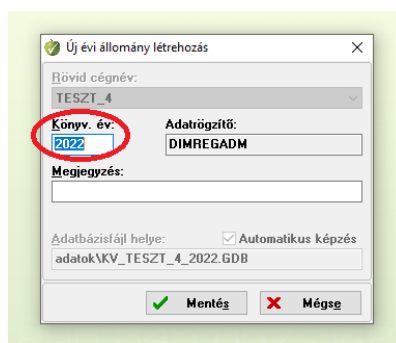 Új évi állomány létrehozás
Rövid cégnév:
TESZT_4
Könyv. év: Adatrögzítő:
2022 DIMREGADM
Megjegyzés:
Adatbázisfájl helye: Automatikus képzés
adatok\KV_TESZT_4_2022.GDB
Mentés Mégse